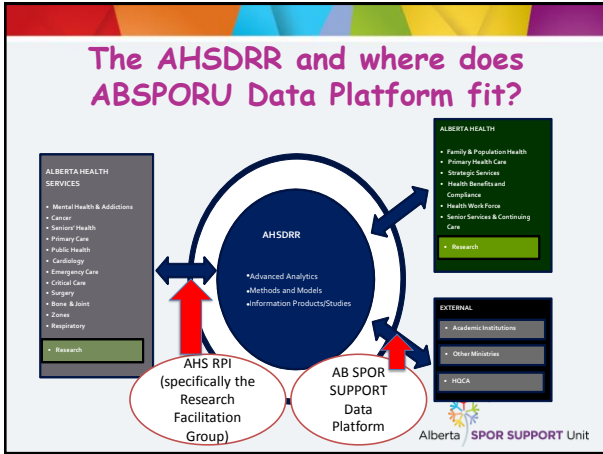 The AHSDRR and where does
ABSPORU Data Platform fit?
ALBERTA HEALTH
SERVICES
• Mental Health & Addictions
• Cancer
• Seniors' Health
• Primary Care
• Public Health
• Cardiology
• Emergency Care
• Critical Care
• Surgery
• Bone & Joint
• Zones
• Respiratory
• Research
AHSDRR
•Advanced Analytics
•Methods and Models
•Information Products/Studies
ALBERTA HEALTH
• Family & Population Health
• Primary Health Care
• Strategic Services
• Health Benefits and
Compliance
• Health Work Force
• Senior Services & Continuing
Care
• Research
EXTERNAL
• Academic Institutions
• Other Ministries
• HQCA
AHS RPI
(specifically the
Research
Facilitation
Group)
AB SPOR
SUPPORT
Data
Platform
Alberta SPOR SUPPORT Unit